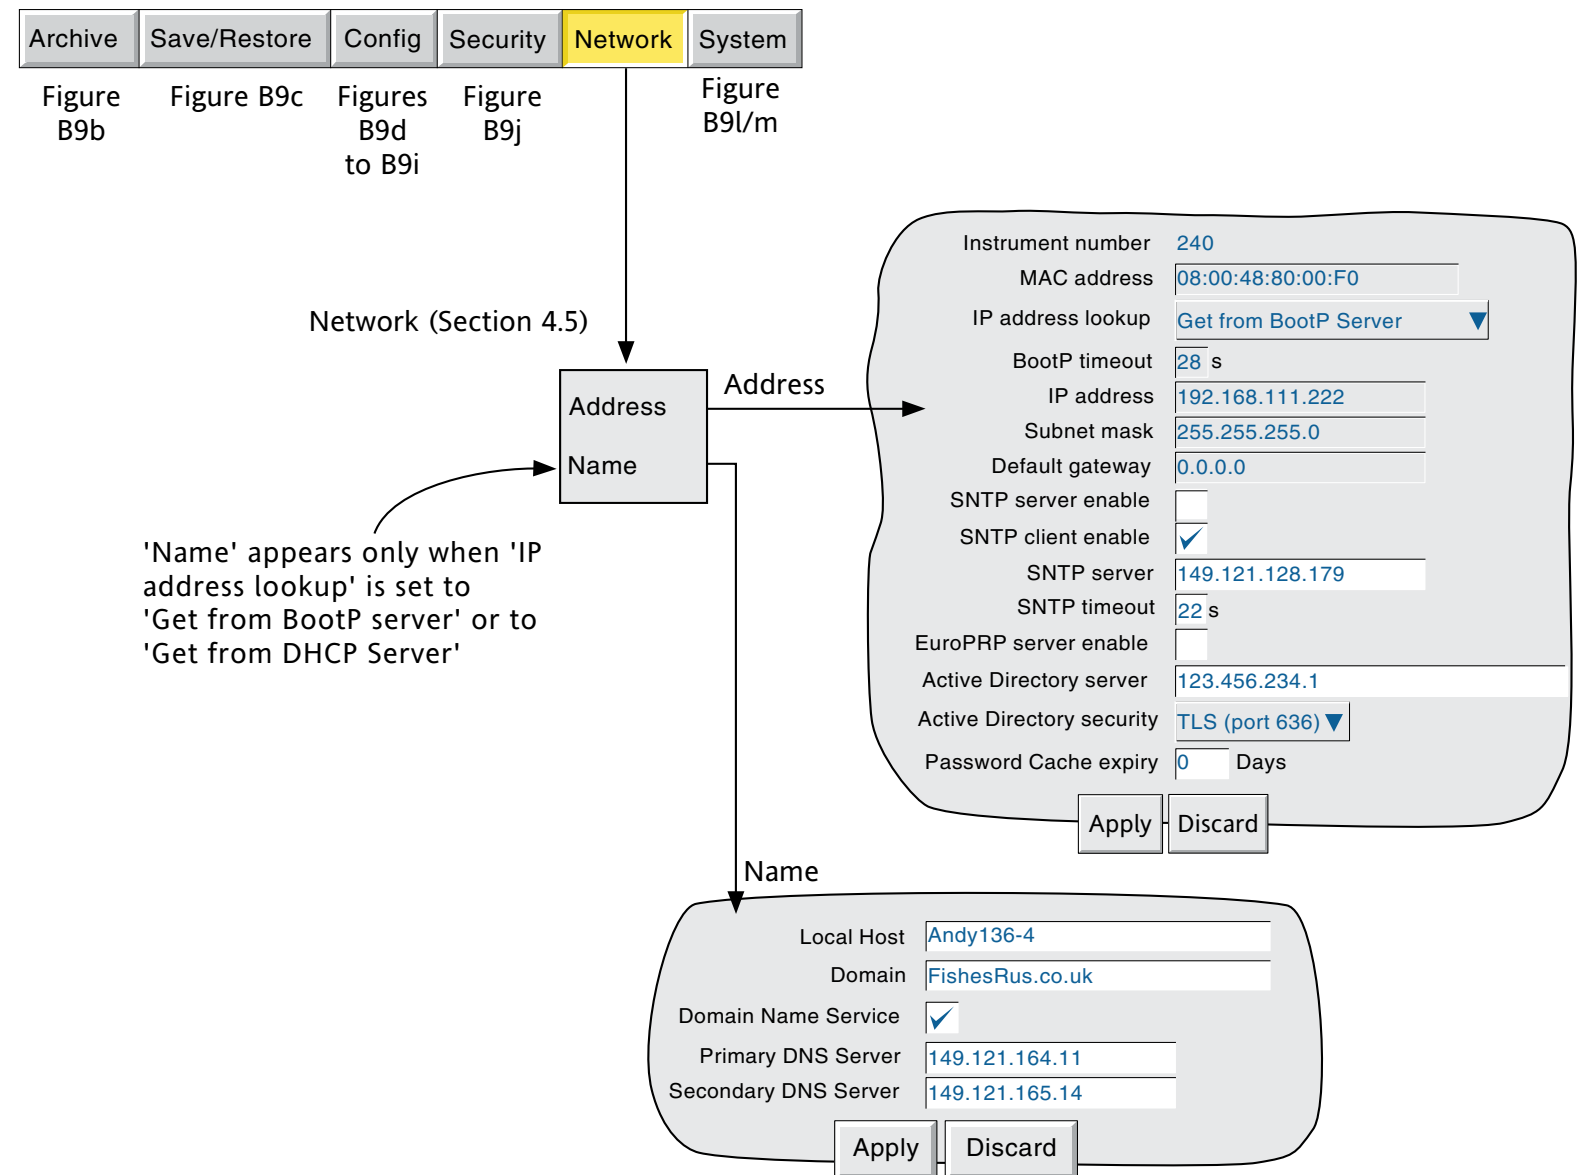 Archive Save/Restore Config Security Network System
Figure B9b
Figure B9c
Figures B9d to B9i
Figure B9j
Figure B9l/m
Network (Section 4.5)
Address
Name
Address
'Name' appears only when 'IP
address lookup' is set to
'Get from BootP server' or to
'Get from DHCP Server'
Instrument number 240
MAC address 08:00:48:80:00:F0
IP address lookup Get from BootP Server
BootP timeout 28 s
IP address 192.168.111.222
Subnet mask 255.255.255.0
Default gateway 0.0.0.0
SNTP server enable
SNTP client enable
SNTP server 149.121.128.179
SNTP timeout 22 s
EuroPRP server enable
Active Directory server 123.456.234.1
Active Directory security TLS (port 636)
Password Cache expiry 0 Days
Apply Discard
Name
Local Host Andy136-4
Domain FishesRus.co.uk
Domain Name Service
Primary DNS Server 149.121.164.11
Secondary DNS Server 149.121.165.14
Apply Discard